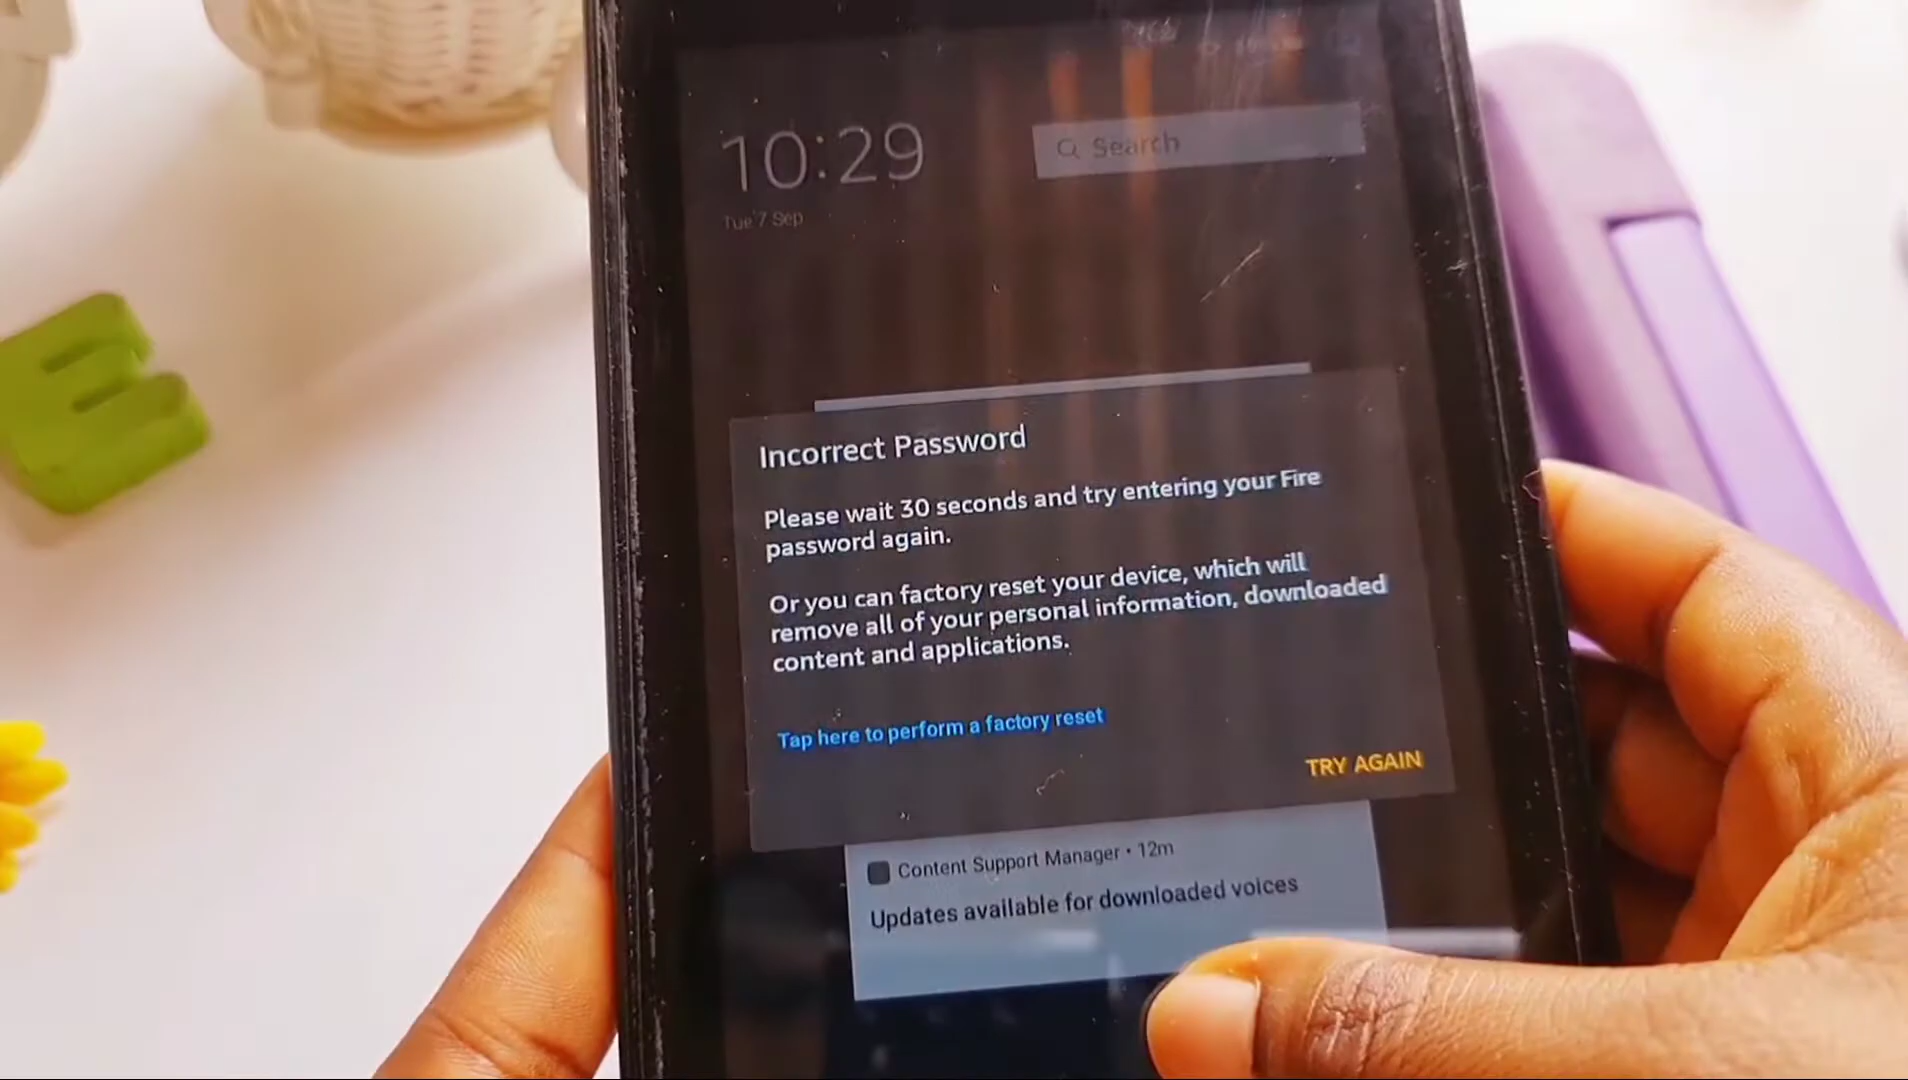 10:29
Search
Tue 7 Sep
Incorrect Password
Please wait 30 seconds and try entering your Fire
password again.
Or you can factory reset your device, which will
remove all of your personal information, downloaded
content and applications.
Tap here to perform a factory reset
TRY AGAIN
Content Support Manager • 12m
Updates available for downloaded voices